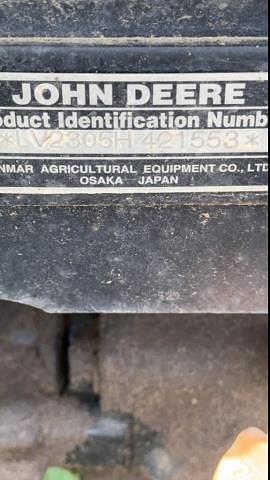 JOHN DEERE
oduct Identification Numb
*LV2305H 421553*
NMAR AGRICULTURAL EQUIPMENT CO., LTD
OSAKA JAPAN